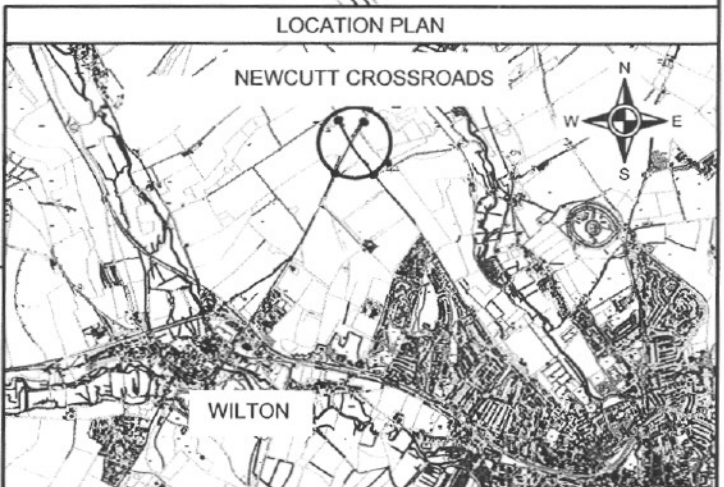 LOCATION PLAN
NEWCUTT CROSSROADS
N
W E
S
WILTON